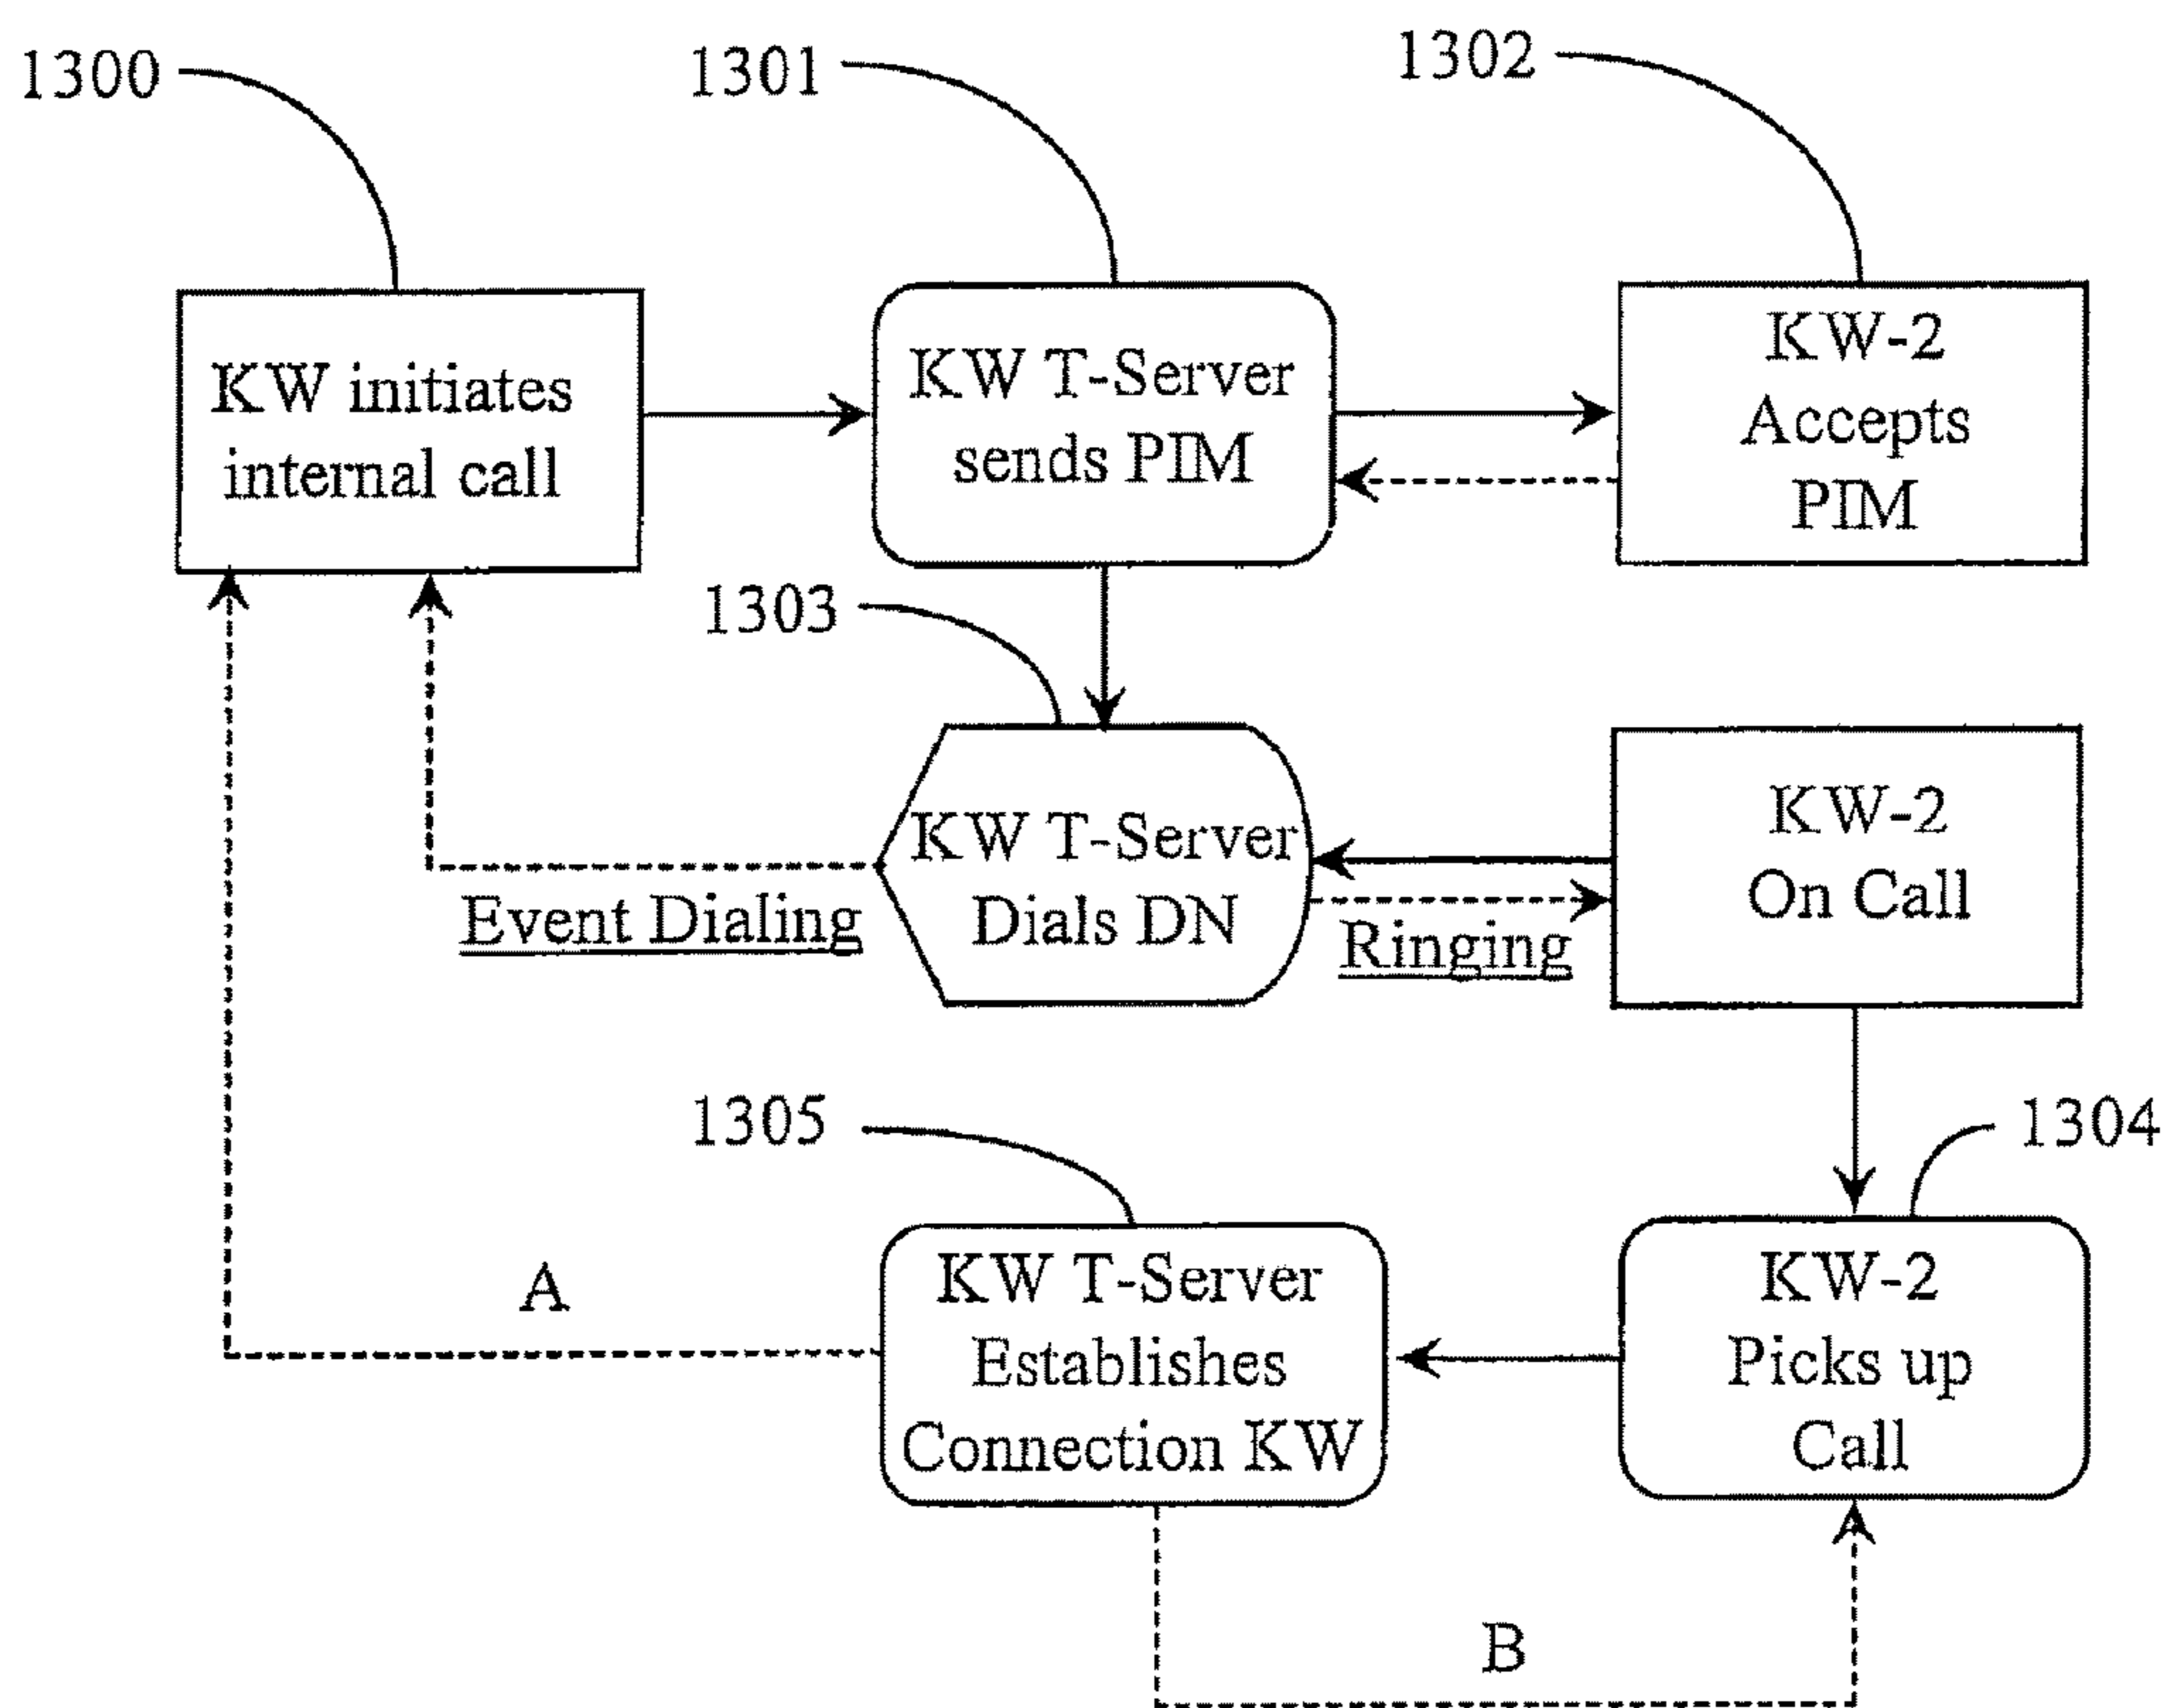 1300
1301
1302
KW initiates
internal call
KW T-Server
sends PIM
KW-2
Accepts
PIM
1303
KW T-Server
Dials DN
Event Dialing
Ringing
KW-2
On Call
1305
1304
A
KW T-Server
Establishes
Connection KW
KW-2
Picks up
Call
B